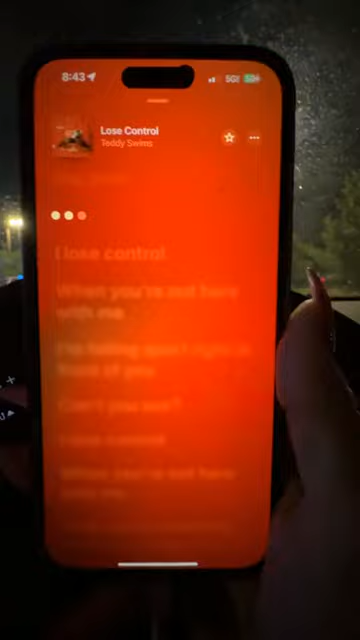 8:43
5G
Lose Control
Teddy Swims
I lose control
When you're not here
with me
I'm falling apart right in
front of you
Can't you see?
I lose control
When you're not here
with me